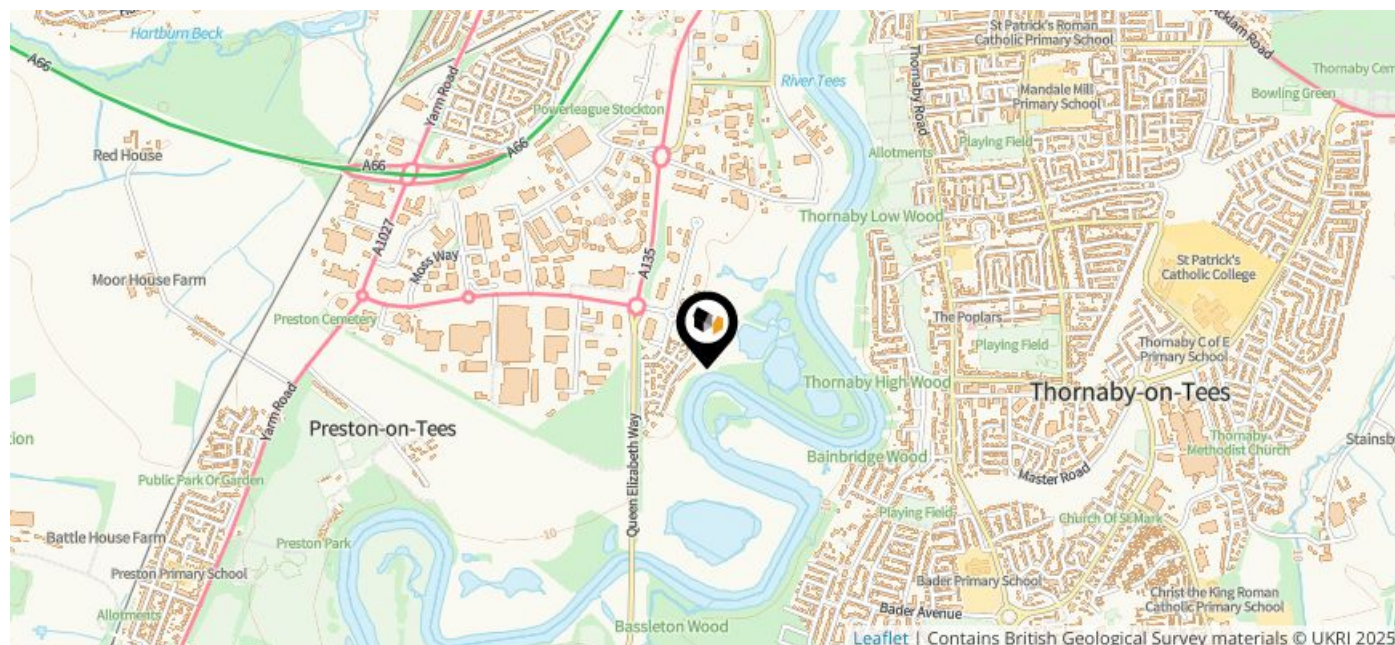 Hartburn Beck
A66
Yarm Road
Red House
A66
A66
Powerleague Stockton
River Tees
St Patrick's Roman
Catholic Primary School
Mandale Mill
Primary School
Thornaby Road
Playing Field
Allotments
Bowling Green
Moor House Farm
A1027
Moss Way
A135
Thornaby Low Wood
St Patrick's
Catholic College
Preston Cemetery
The Poplars
Playing Field
Thornaby C of E
Primary School
Thornaby High Wood
Thornaby-on-Tees
Yarm Road
Preston-on-Tees
Queen Elizabeth Way
Bainbridge Wood
Master Road
Thornaby
Methodist Church
Public Park Or Garden
Playing Field
Church Of St Mark
Battle House Farm
Preston Park
10
Preston Primary School
Bader Primary School
Allotments
Bader Avenue
Christ the King Roman
Catholic Primary School
Bassleton Wood
Leaflet | Contains British Geological Survey materials © UKRI 2025